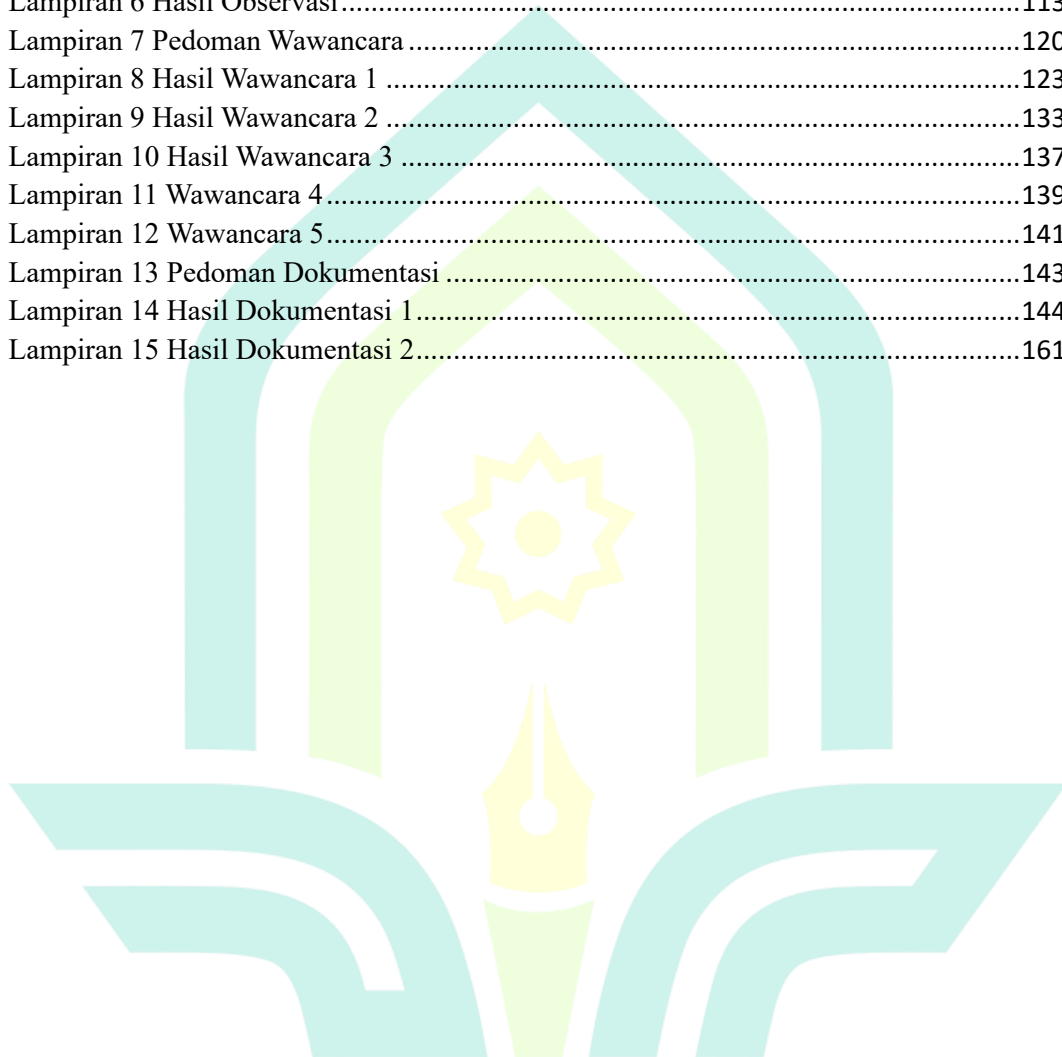 Lampiran 6 Hasil Observasi....................................................................................113
Lampiran 7 Pedoman Wawancara ...........................................................................120
Lampiran 8 Hasil Wawancara 1 ..............................................................................123
Lampiran 9 Hasil Wawancara 2 ..............................................................................133
Lampiran 10 Hasil Wawancara 3 ............................................................................137
Lampiran 11 Wawancara 4......................................................................................139
Lampiran 12 Wawancara 5......................................................................................141
Lampiran 13 Pedoman Dokumentasi ......................................................................143
Lampiran 14 Hasil Dokumentasi 1..........................................................................144
Lampiran 15 Hasil Dokumentasi 2..........................................................................161